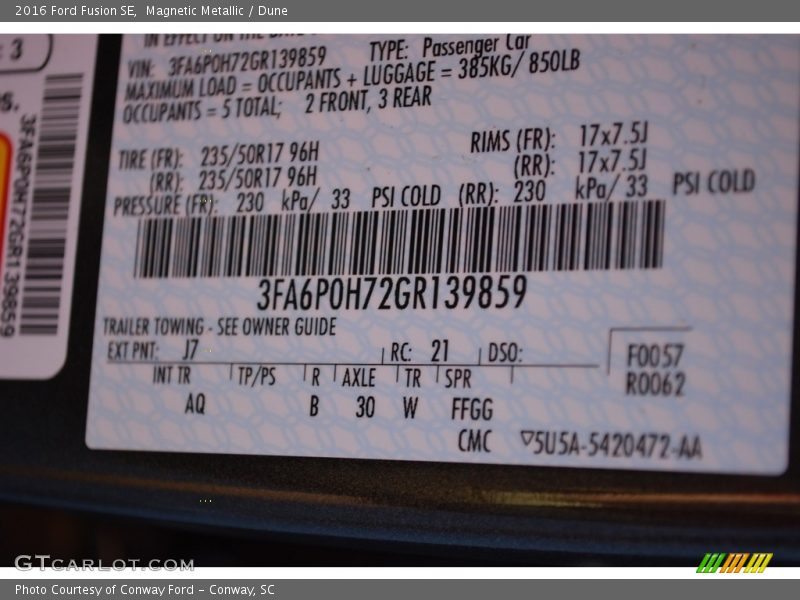 2016 Ford Fusion SE, Magnetic Metallic / Dune
: 3
VIN: 3FA6P0H72GR139859 TYPE: Passenger Car
MAXIMUM LOAD = OCCUPANTS + LUGGAGE = 385KG/ 850LB
OCCUPANTS = 5 TOTAL; 2 FRONT, 3 REAR
TIRE (FR): 235/50R17 96H RIMS (FR): 17x7.5J
(RR): 235/50R17 96H (RR): 17x7.5J
PRESSURE (FR): 230 kPa/ 33 PSI COLD (RR): 230 kPa/ 33 PSI COLD
3FA6P0H72GR139859
3FA6P0H72GR139859
TRAILER TOWING - SEE OWNER GUIDE
EXT PNT: J7 RC: 21 DSO: F0057
INT TR TP/PS R AXLE TR SPR R0062
AQ B 30 W FFGG
CMC ▽5U5A-5420472-AA
GTCARLOT.COM
Photo Courtesy of Conway Ford - Conway, SC